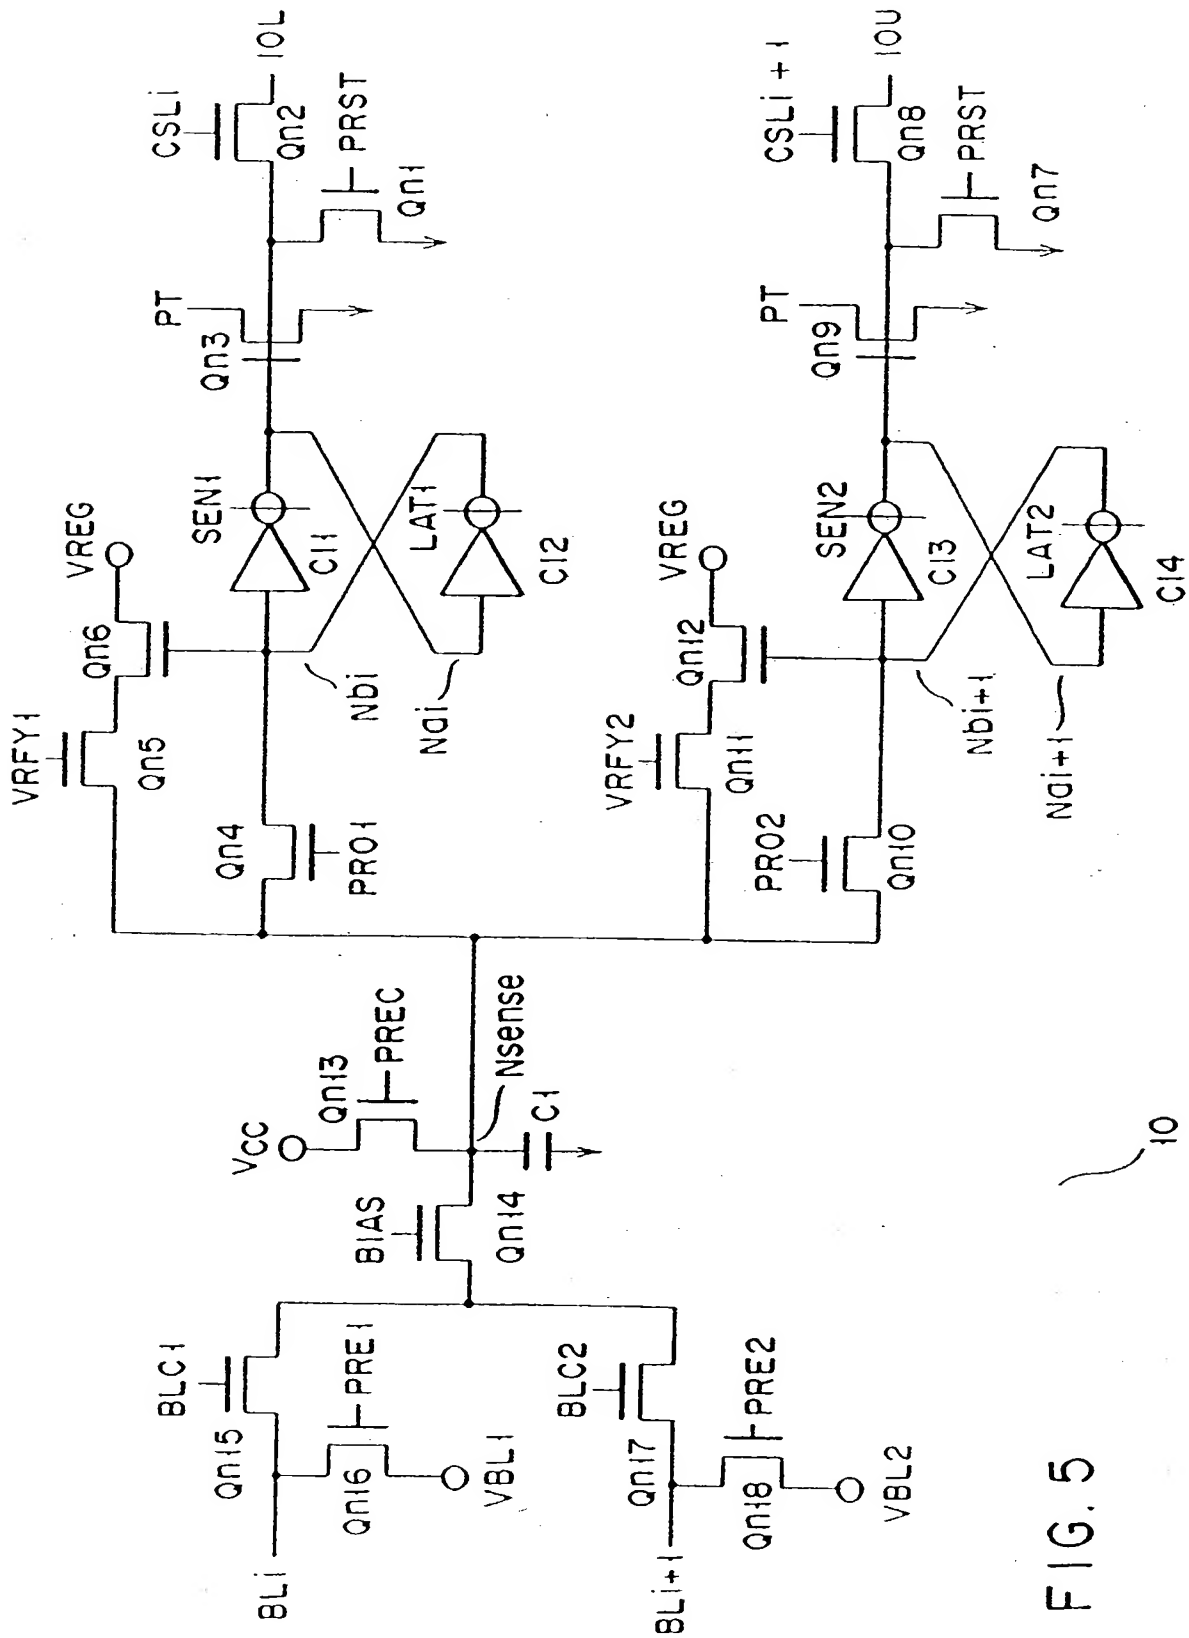 CSLi
IOL
Qn2
PRST
Qn1
PT
Qn3
VREG
SEN1
CI1
LAT1
CI2
Qn6
VRFY1
Qn5
Nbi
Nai
Qn4
PRO1
CSLi+1
IOU
Qn8
PRST
Qn7
PT
Qn9
VREG
SEN2
CI3
LAT2
CI4
Qn12
VRFY2
Qn11
Nbi+1
Nai+1
PRO2
Qn10
VCC
Qn13
PREC
Nsense
BIAS
C1
Qn14
BLC1
Qn15
PRE1
Qn16
VBL1
BLi
BLC2
Qn17
PRE2
Qn18
VBL2
BLi+1
10
FIG. 5